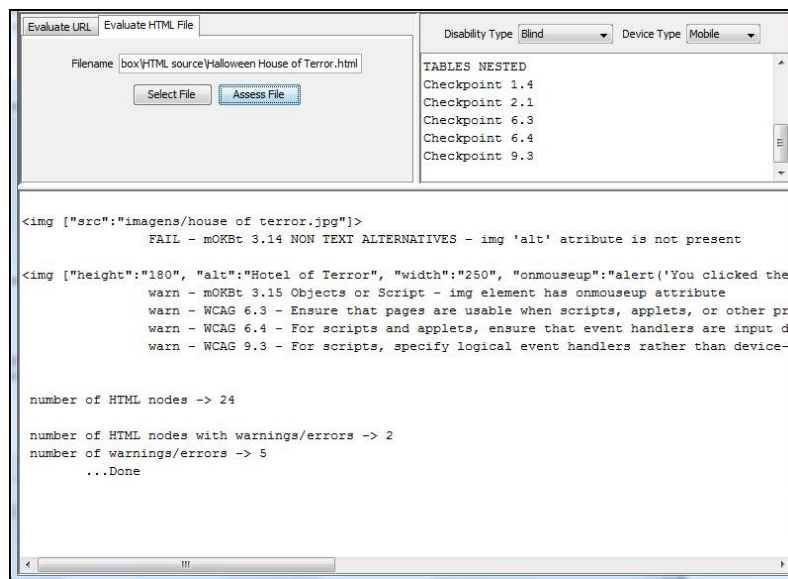 Evaluate URL Evaluate HTML File
Filename box\HTML source\Halloween House of Terror.html
Select File Assess File
Disability Type Blind Device Type Mobile
TABLES NESTED
Checkpoint 1.4
Checkpoint 2.1
Checkpoint 6.3
Checkpoint 6.4
Checkpoint 9.3
<img ["src":"imagens/house of terror.jpg"]>
FAIL - mOKBt 3.14 NON TEXT ALTERNATIVES - img 'alt' atribute is not present
<img ["height":"180", "alt":"Hotel of Terror", "width":"250", "onmouseup":"alert('You clicked the
warn - mOKBt 3.15 Objects or Script - img element has onmouseup attribute
warn - WCAG 6.3 - Ensure that pages are usable when scripts, applets, or other pr
warn - WCAG 6.4 - For scripts and applets, ensure that event handlers are input d
warn - WCAG 9.3 - For scripts, specify logical event handlers rather than device-
number of HTML nodes -> 24
number of HTML nodes with warnings/errors -> 2
number of warnings/errors -> 5
...Done